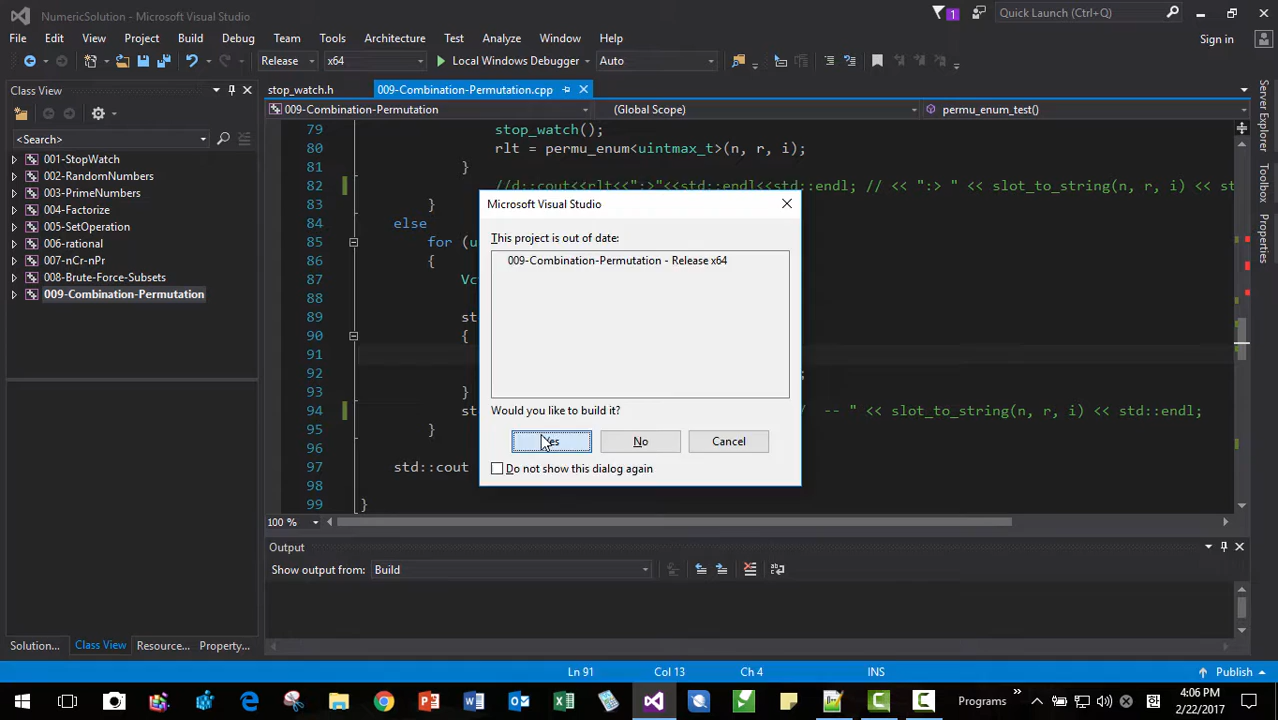 NumericSolution - Microsoft Visual Studio
1
Quick Launch (Ctrl+Q)
File Edit View Project Build Debug Team Tools Architecture Test Analyze Window Help
Sign in
Release x64 Local Windows Debugger Auto
Class View
stop_watch.h 009-Combination-Permutation.cpp
009-Combination-Permutation (Global Scope) permu_enum_test()
<Search>
001-StopWatch
002-RandomNumbers
003-PrimeNumbers
004-Factorize
005-SetOperation
006-rational
007-nCr-nPr
008-Brute-Force-Subsets
009-Combination-Permutation
79 stop_watch();
80 rlt = permu_enum<uintmax_t>(n, r, i);
81 }
82 //d::cout<<rlt<<":>"<<std::endl<<std::endl; // << ":> " << slot_to_string(n, r, i) << st
83 }
84 else
85 for (u
86 {
87 Vc
88
89 st
90 {
91
92 ;
93 }
94 st / -- " << slot_to_string(n, r, i) << std::endl;
95 }
96
97 std::cout
98
99 }
Microsoft Visual Studio
This project is out of date:
009-Combination-Permutation - Release x64
Would you like to build it?
Yes No Cancel
Do not show this dialog again
100 %
Output
Show output from: Build
Solution... Class View Resource... Property...
Server Explorer
Toolbox
Properties
Ln 91 Col 13 Ch 4 INS Publish
Programs
4:06 PM
2/22/2017